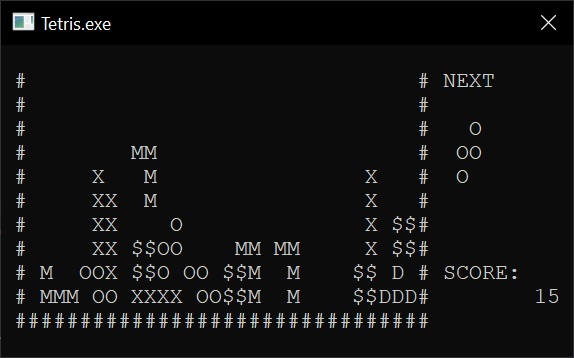 Tetris.exe
#                              # NEXT
#                              #
#                              #   O
#        MM                    #  OO
#     X   M                X   #  O
#     XX  M                X   #
#     XX    O              X $$#
#     XX $$OO    MM MM     X $$#
# M  OOX $$O OO $$M  M    $$ D # SCORE:
# MMM OO XXXX OO$$M  M    $$DDD#        15
################################